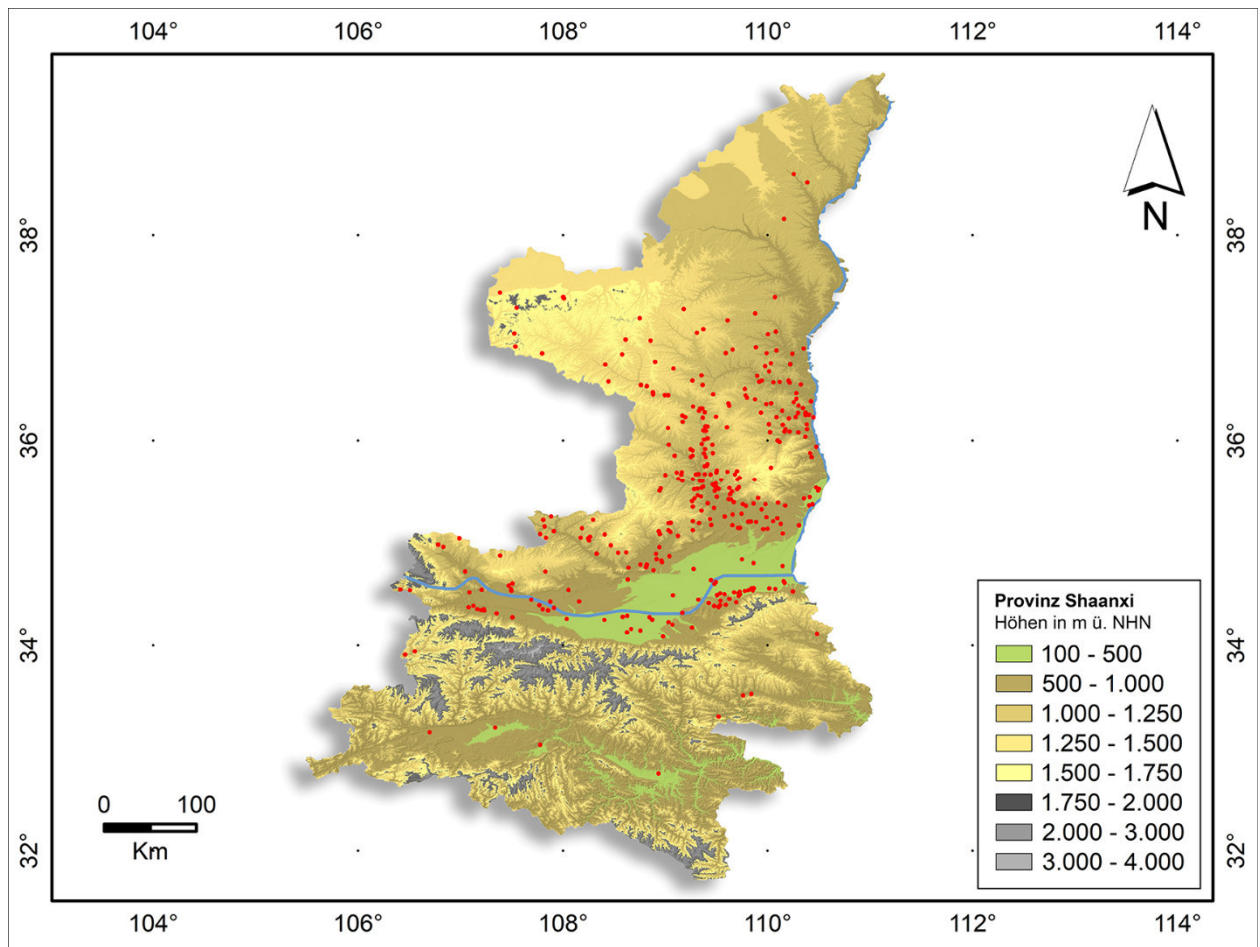 104° 106° 108° 110° 112° 114°
N
38° 38°
36° 36°
34° 34°
32° 32°
Provinz Shaanxi
Höhen in m ü. NHN
100 - 500
500 - 1.000
1.000 - 1.250
1.250 - 1.500
1.500 - 1.750
1.750 - 2.000
2.000 - 3.000
3.000 - 4.000
0 100
Km
104° 106° 108° 110° 112° 114°